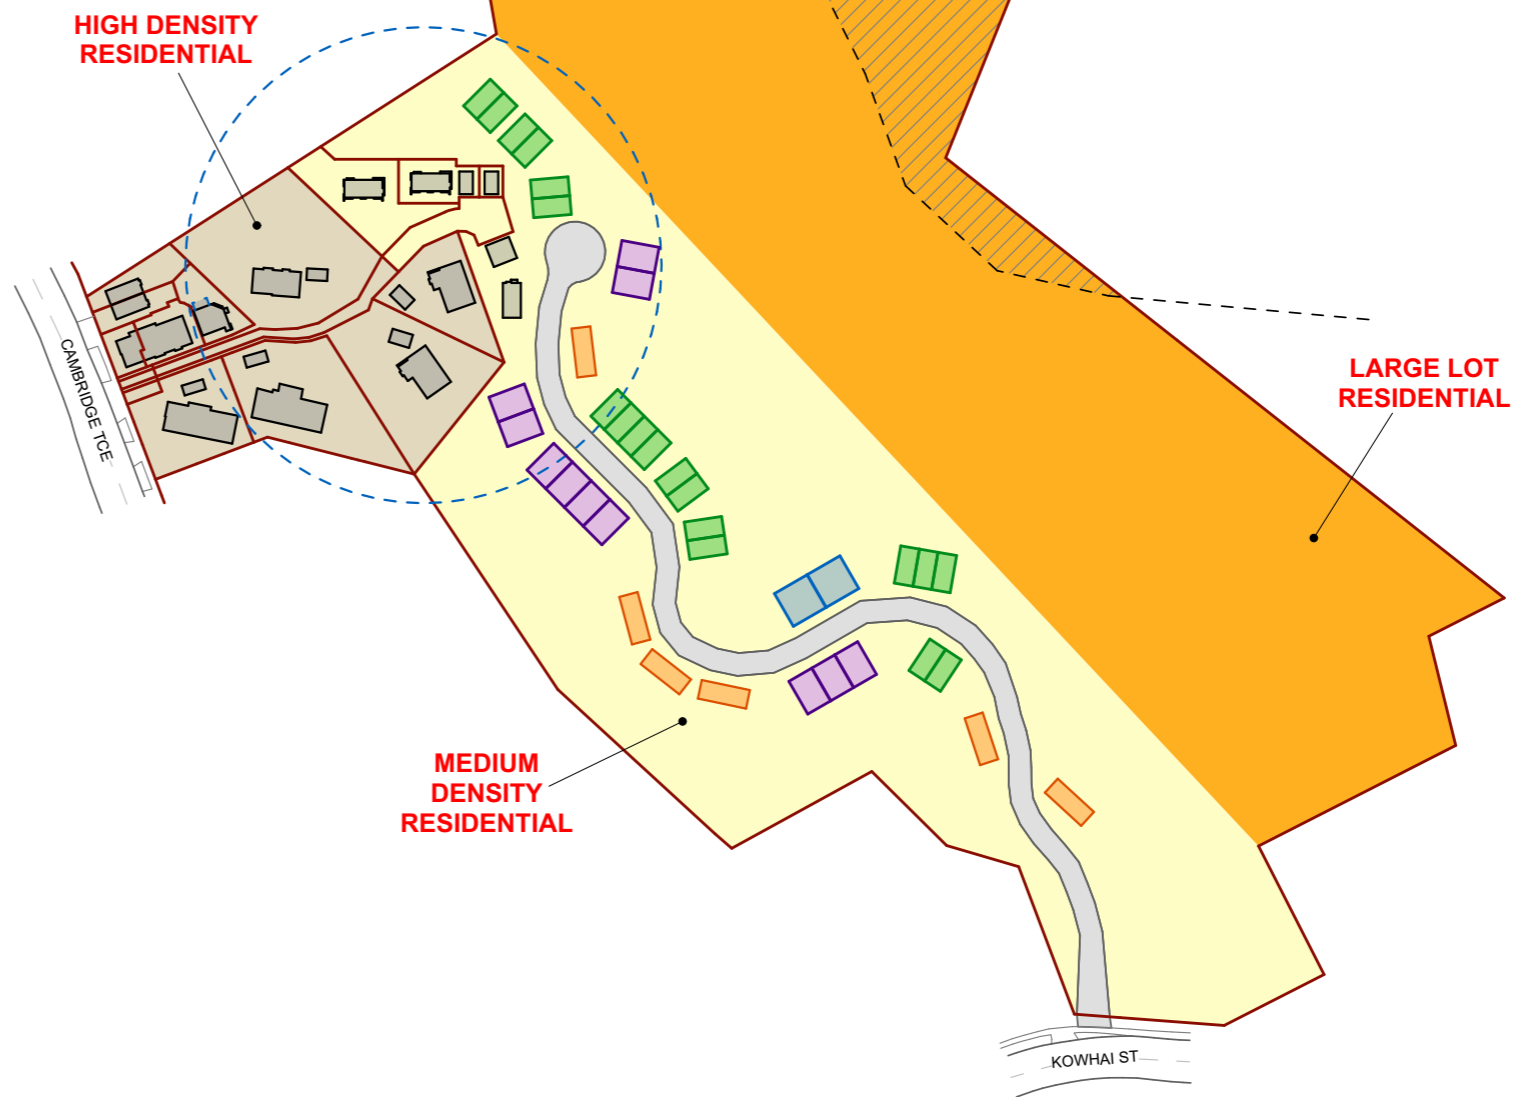 HIGH DENSITY
RESIDENTIAL
CAMBRIDGE TCE
LARGE LOT
RESIDENTIAL
MEDIUM
DENSITY
RESIDENTIAL
KOWHAI ST